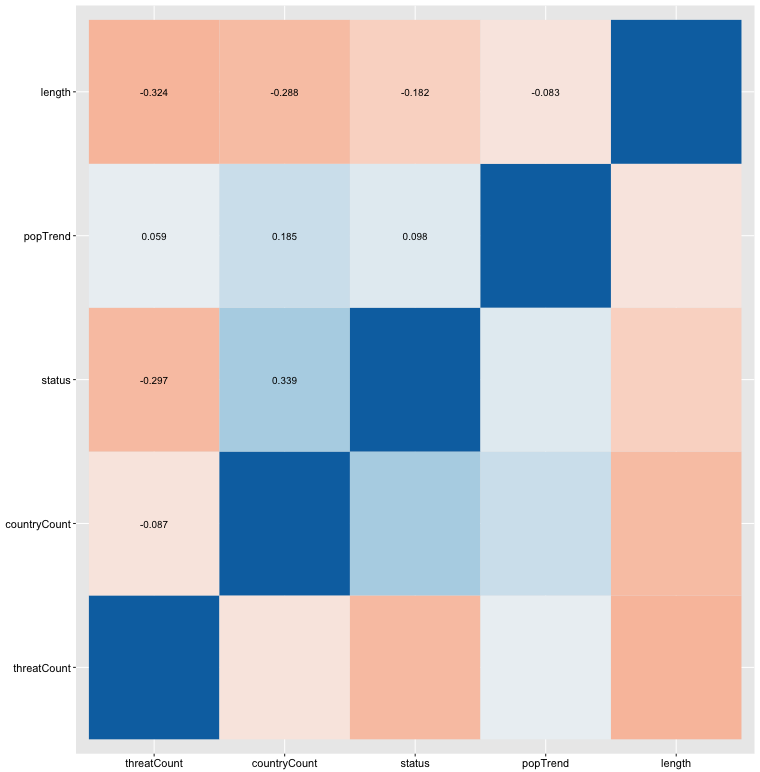 length -0.324 -0.288 -0.182 -0.083
popTrend 0.059 0.185 0.098
status -0.297 0.339
countryCount -0.087
threatCount
threatCount countryCount status popTrend length